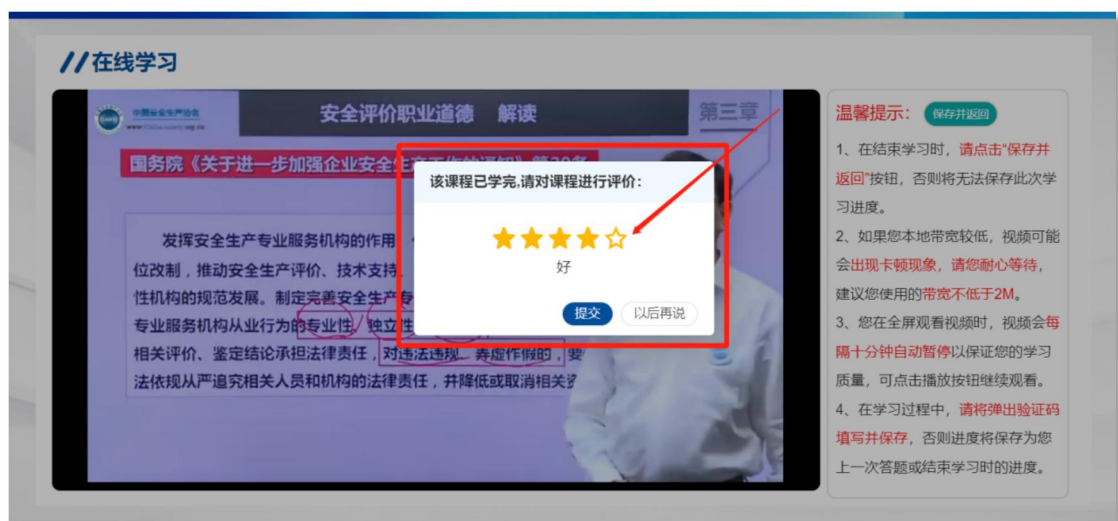 //在线学习
中国安全生产协会
安全评价职业道德 解读
第三章
国务院《关于进一步加强企业安全生产工作的通知》第20条
该课程已学完,请对课程进行评价：
好
提交
以后再说
发挥安全生产专业服务机构的作用
位改制，推动安全生产评价、技术支持、
性机构的规范发展。制定完善安全生产专
专业服务机构从业行为的专业性、独立性
相关评价、鉴定结论承担法律责任，对违法违规、弄虚作假的，要
法依规从严追究相关人员和机构的法律责任，并降低或取消相关资
温馨提示：
保存并返回
1、在结束学习时，请点击“保存并
返回”按钮，否则将无法保存此次学
习进度。
2、如果您本地带宽较低，视频可能
会出现卡顿现象，请您耐心等待，
建议您使用的带宽不低于2M。
3、您在全屏观看视频时，视频会每
隔十分钟自动暂停以保证您的学习
质量，可点击播放按钮继续观看。
4、在学习过程中，请将弹出验证码
填写并保存，否则进度将保存为您
上一次答题或结束学习时的进度。